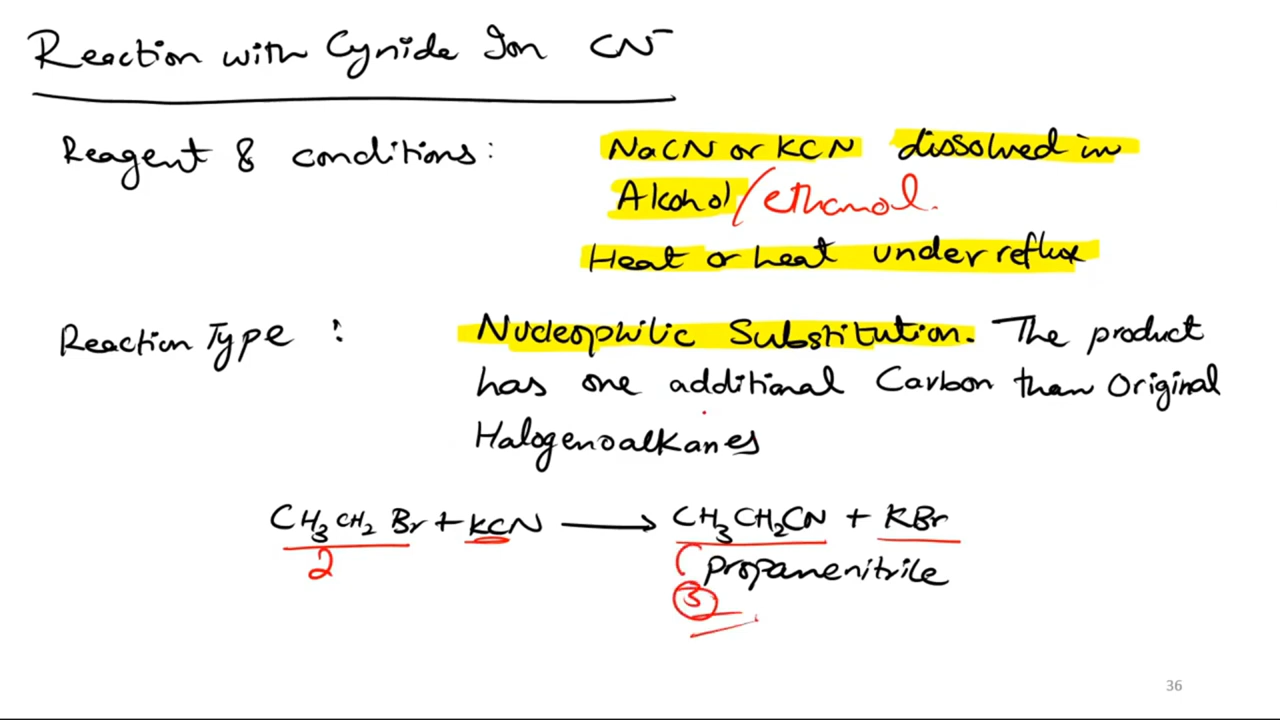 Reaction with Cynide Ion CN⁻
Reagent & conditions: NaCN or KCN dissolved in
Alcohol/ethanol.
Heat or heat under reflux
Reaction Type : Nucleophilic Substitution. The product
has one additional Carbon than Original
Halogenoalkanes
CH₃CH₂Br + KCN ⟶ CH₃CH₂CN + KBr
2 propanenitrile
3
36